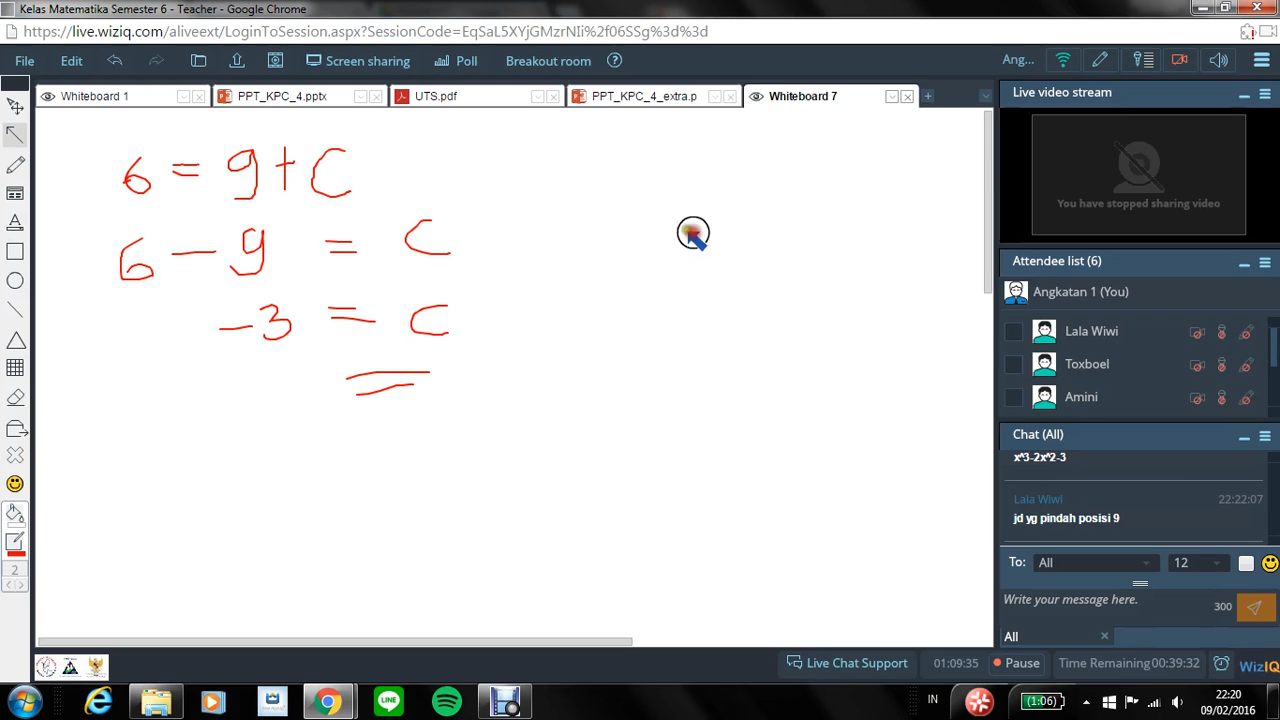 Kelas Matematika Semester 6 - Teacher - Google Chrome
https://live.wiziq.com/aliveext/LoginToSession.aspx?SessionCode=EqSaL5XYjGMzrNIi%2f06SSg%3d%3d
File Edit Screen sharing Poll Breakout room ? Ang...
Whiteboard 1 PPT_KPC_4.pptx UTS.pdf PPT_KPC_4_extra.p Whiteboard 7
Live video stream
You have stopped sharing video
6 = 9 + C
6 - 9 = C
-3 = C
Attendee list (6)
Angkatan 1 (You)
Lala Wiwi
Toxboel
Amini
Chat (All)
x^3-2x^2-3
Lala Wiwi 22:22:07
jd yg pindah posisi 9
To: All 12
Write your message here. 300
All
2
Live Chat Support 01:09:35 Pause Time Remaining 00:39:32 WizIQ
LINE IN (1:06) 22:20
09/02/2016